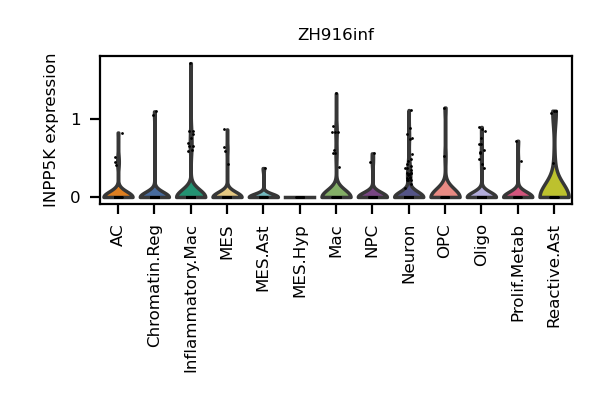 ZH916inf
INPP5K expression
1
0
AC
Chromatin.Reg
Inflammatory.Mac
MES
MES.Ast
MES.Hyp
Mac
NPC
Neuron
OPC
Oligo
Prolif.Metab
Reactive.Ast